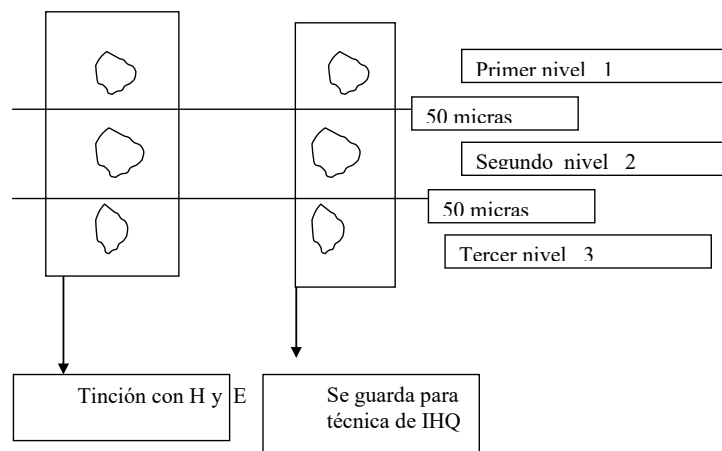 Primer nivel 1
50 micras
Segundo nivel 2
50 micras
Tercer nivel 3
Tinción con H y E
Se guarda para
técnica de IHQ